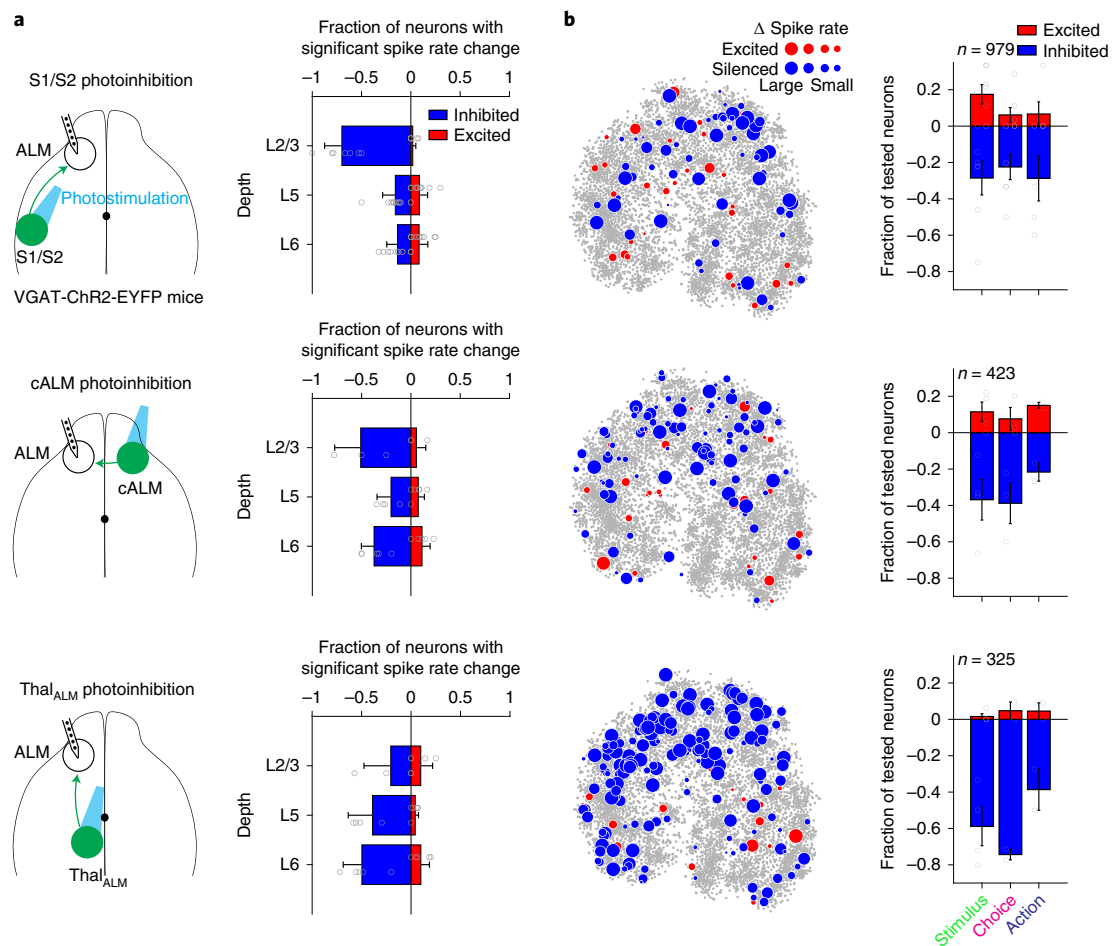 a
S1/S2 photoinhibition
ALM
Photostimulation
S1/S2
VGAT-ChR2-EYFP mice
Fraction of neurons with
significant spike rate change
−1 −0.5 0 0.5 1
Inhibited
Excited
Depth
L2/3
L5
L6
b
Δ Spike rate
Excited
Silenced
Large Small
Excited
Inhibited
n = 979
Fraction of tested neurons
0.2
0
−0.2
−0.4
−0.6
−0.8
cALM photoinhibition
ALM
cALM
Fraction of neurons with
significant spike rate change
−1 −0.5 0 0.5 1
Depth
L2/3
L5
L6
n = 423
Fraction of tested neurons
0.2
0
−0.2
−0.4
−0.6
−0.8
ThalALM photoinhibition
ALM
ThalALM
Fraction of neurons with
significant spike rate change
−1 −0.5 0 0.5 1
Depth
L2/3
L5
L6
n = 325
Fraction of tested neurons
0.2
0
−0.2
−0.4
−0.6
−0.8
Stimulus
Choice
Action